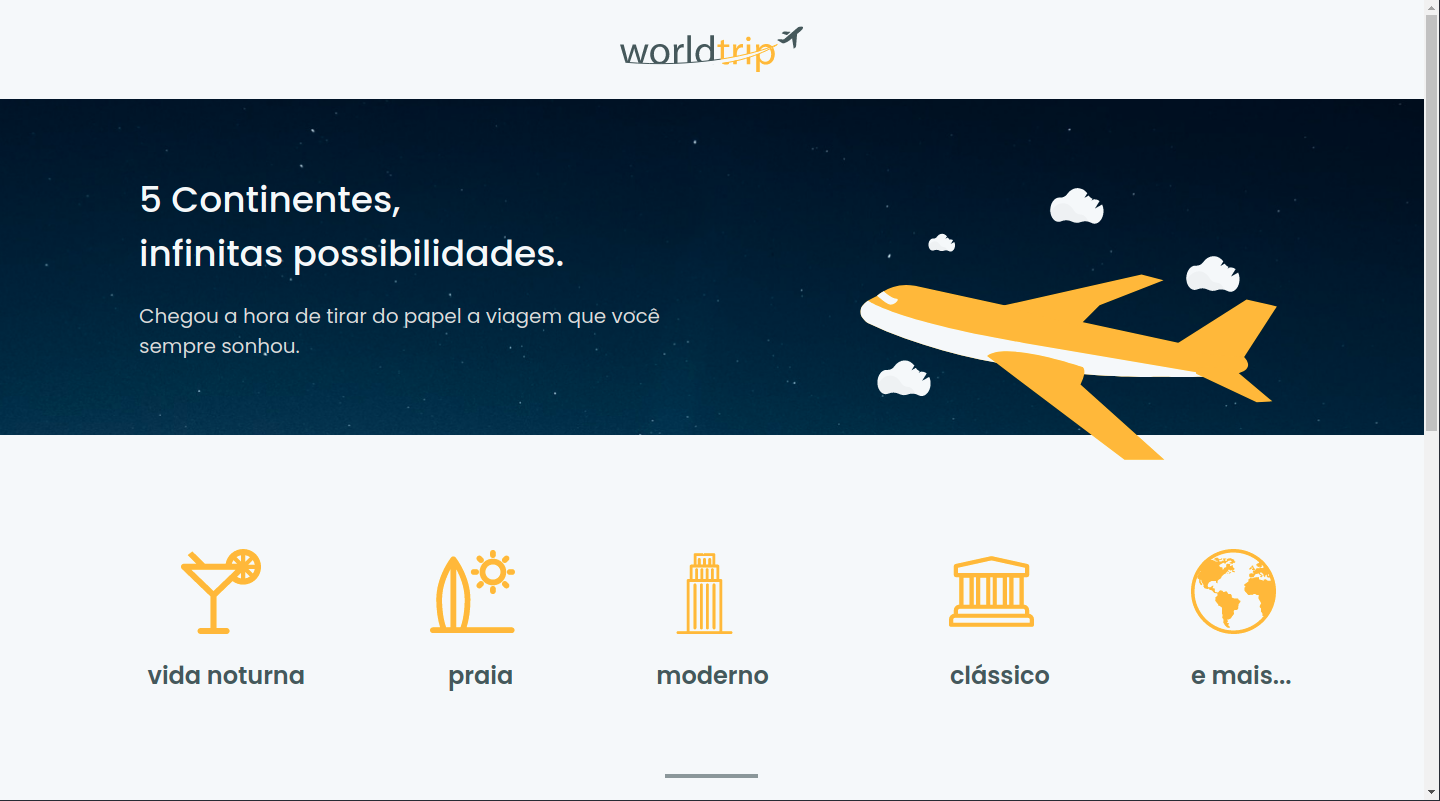 worldtrip
5 Continentes,
infinitas possibilidades.
Chegou a hora de tirar do papel a viagem que você
sempre sonhou.
vida noturna
praia
moderno
clássico
e mais...